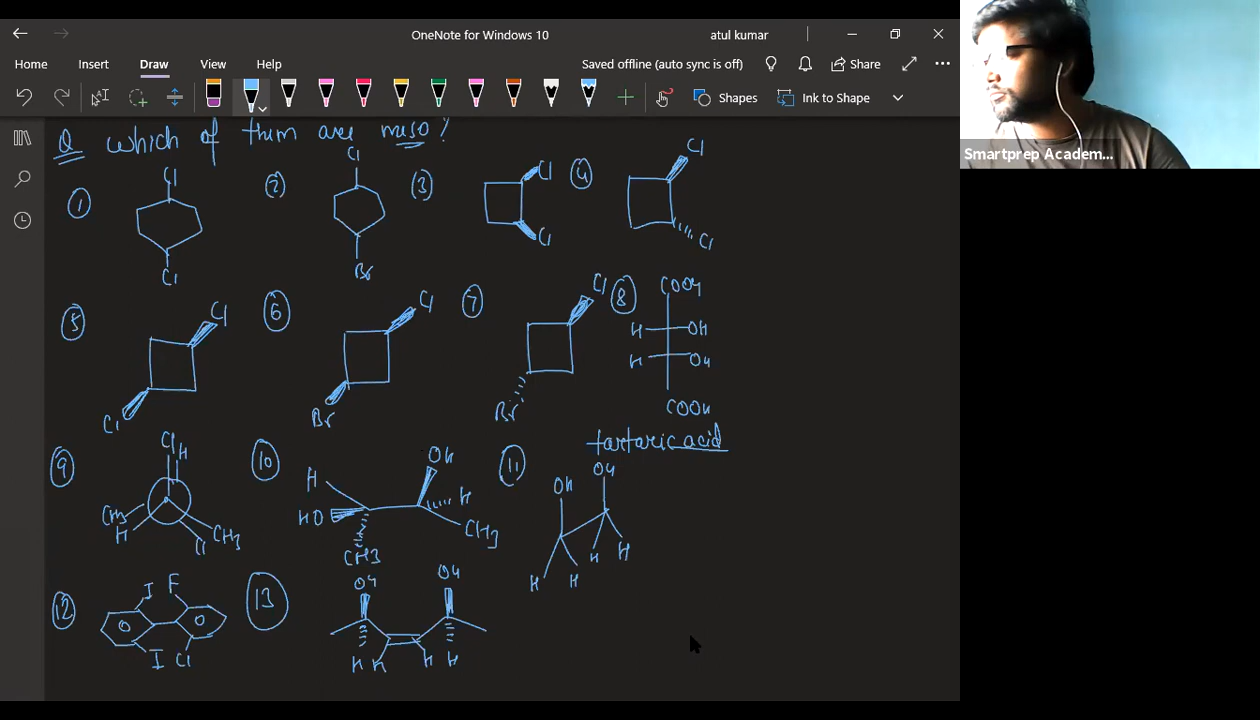 OneNote for Windows 10
atul kumar
Home Insert Draw View Help
Saved offline (auto sync is off)
Share
Shapes
Ink to Shape
Smartprep Academ...
Q which of thum are meso?
1 Cl Cl
2 Cl Br
3 Cl Cl
4 Cl Cl
5 Cl Cl
6 Cl Br
7 Cl Br
8 COOH H OH H OH COOH
tartaric acid
9 Cl H CH3 H Cl CH3
10 H HO CH3 OH H CH3
11 OH OH H H H H
12 I F I Cl
13 OH OH H H H H